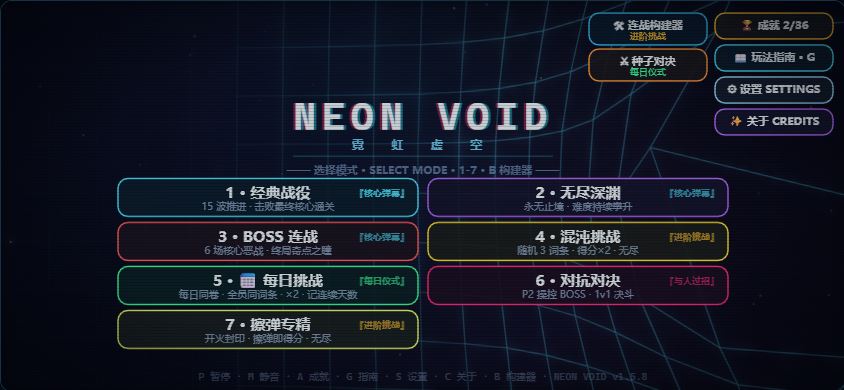 🛠 连战构建器
进阶挑战
⚔ 种子对决
每日仪式
🏆 成就 2/36
📖 玩法指南 · G
⚙ 设置 SETTINGS
✨ 关于 CREDITS
NEON VOID
霓 虹 虚 空
选择模式 · SELECT MODE · 1-7 · B 构建器
1 · 经典战役
『核心弹幕』
15 波推进 · 击败最终核心通关
2 · 无尽深渊
『核心弹幕』
永无止境 · 难度持续攀升
3 · BOSS 连战
『核心弹幕』
6 场核心恶战 · 终局奇点之瞳
4 · 混沌挑战
『进阶挑战』
随机 3 词条 · 得分×2 · 无尽
5 · 📅 每日挑战
『每日仪式』
每日同卷 · 全员同词条 · ×2 · 记连续天数
6 · 对抗对决
『与人过招』
P2 操控 BOSS · 1v1 决斗
7 · 擦弹专精
『进阶挑战』
开火封印 · 擦弹即得分 · 无尽
P 暂停 · M 静音 · A 成就 · G 指南 · S 设置 · C 关于 · B 构建器 · NEON VOID v1.6.8